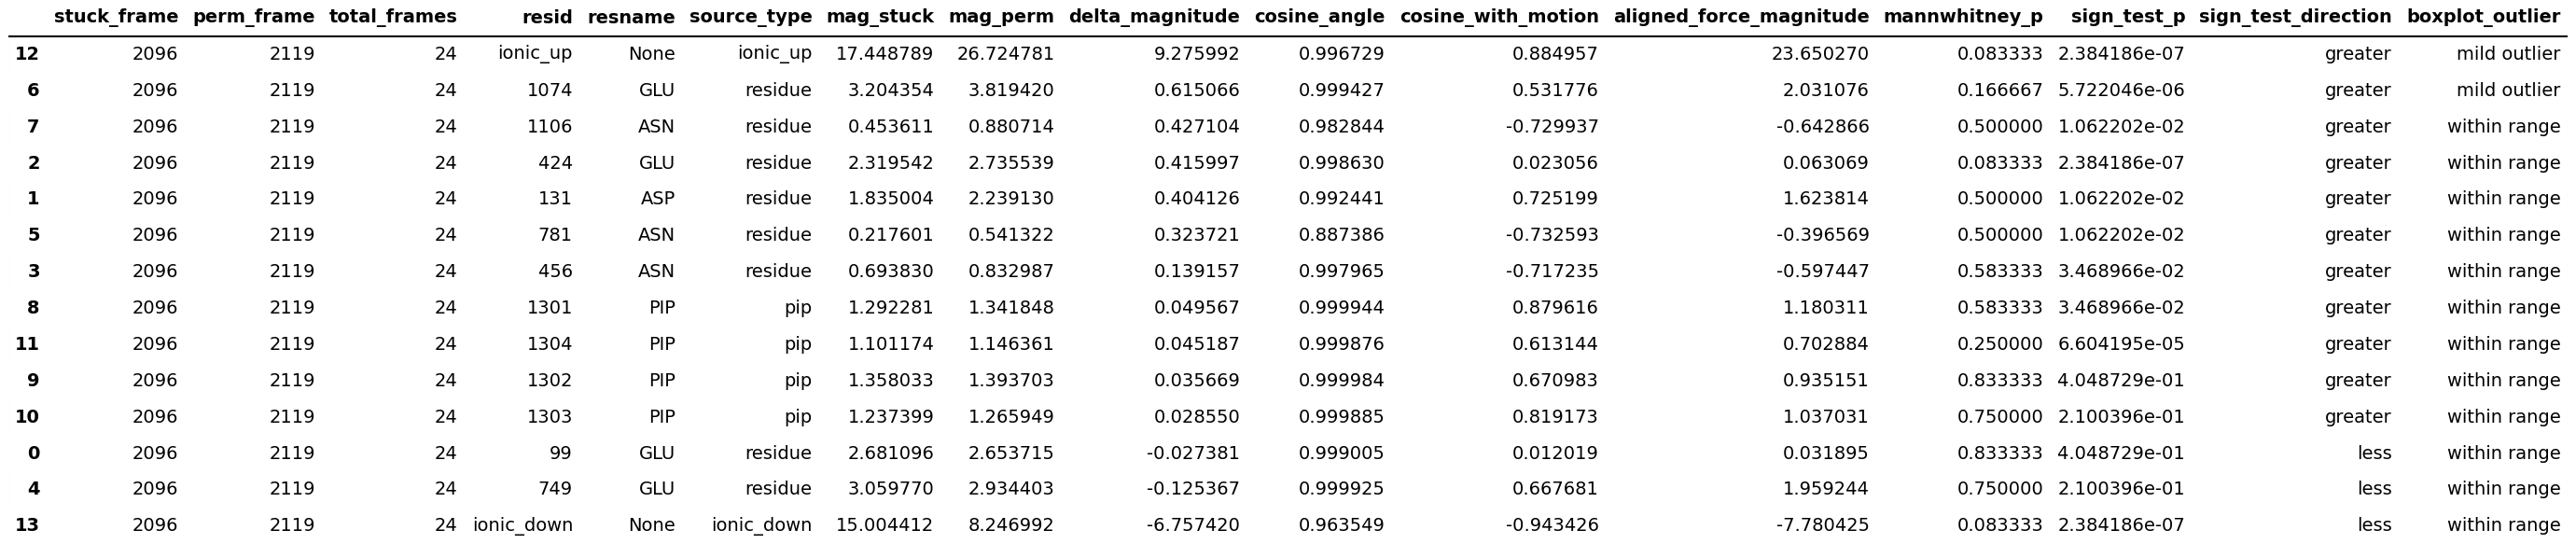 stuck_frame perm_frame total_frames resid resname source_type mag_stuck mag_perm delta_magnitude cosine_angle cosine_with_motion aligned_force_magnitude mannwhitney_p sign_test_p sign_test_direction boxplot_outlier
12 2096 2119 24 ionic_up None ionic_up 17.448789 26.724781 9.275992 0.996729 0.884957 23.650270 0.083333 2.384186e-07 greater mild outlier
6 2096 2119 24 1074 GLU residue 3.204354 3.819420 0.615066 0.999427 0.531776 2.031076 0.166667 5.722046e-06 greater mild outlier
7 2096 2119 24 1106 ASN residue 0.453611 0.880714 0.427104 0.982844 -0.729937 -0.642866 0.500000 1.062202e-02 greater within range
2 2096 2119 24 424 GLU residue 2.319542 2.735539 0.415997 0.998630 0.023056 0.063069 0.083333 2.384186e-07 greater within range
1 2096 2119 24 131 ASP residue 1.835004 2.239130 0.404126 0.992441 0.725199 1.623814 0.500000 1.062202e-02 greater within range
5 2096 2119 24 781 ASN residue 0.217601 0.541322 0.323721 0.887386 -0.732593 -0.396569 0.500000 1.062202e-02 greater within range
3 2096 2119 24 456 ASN residue 0.693830 0.832987 0.139157 0.997965 -0.717235 -0.597447 0.583333 3.468966e-02 greater within range
8 2096 2119 24 1301 PIP pip 1.292281 1.341848 0.049567 0.999944 0.879616 1.180311 0.583333 3.468966e-02 greater within range
11 2096 2119 24 1304 PIP pip 1.101174 1.146361 0.045187 0.999876 0.613144 0.702884 0.250000 6.604195e-05 greater within range
9 2096 2119 24 1302 PIP pip 1.358033 1.393703 0.035669 0.999984 0.670983 0.935151 0.833333 4.048729e-01 greater within range
10 2096 2119 24 1303 PIP pip 1.237399 1.265949 0.028550 0.999885 0.819173 1.037031 0.750000 2.100396e-01 greater within range
0 2096 2119 24 99 GLU residue 2.681096 2.653715 -0.027381 0.999005 0.012019 0.031895 0.833333 4.048729e-01 less within range
4 2096 2119 24 749 GLU residue 3.059770 2.934403 -0.125367 0.999925 0.667681 1.959244 0.750000 2.100396e-01 less within range
13 2096 2119 24 ionic_down None ionic_down 15.004412 8.246992 -6.757420 0.963549 -0.943426 -7.780425 0.083333 2.384186e-07 less within range